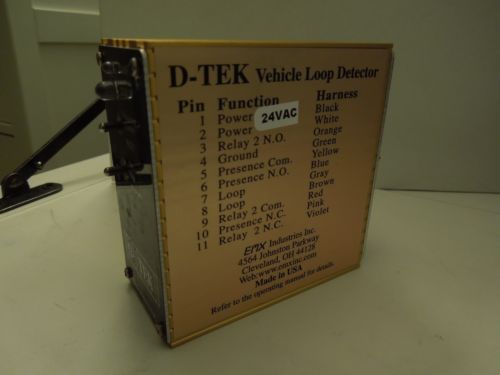 D-TEK Vehicle Loop Detector
Pin Function Harness
1 Power 24VAC Black
2 Power White
3 Relay 2 N.O. Orange
4 Ground Green
5 Presence Com. Yellow
6 Presence N.O. Blue
7 Loop Gray
8 Loop Brown
9 Relay 2 Com. Red
10 Presence N.C. Pink
11 Relay 2 N.C. Violet
EMX Industries Inc.
4564 Johnston Parkway
Cleveland, OH 44128
Web:www.emxinc.com
Made in USA
Refer to the operating manual for details.